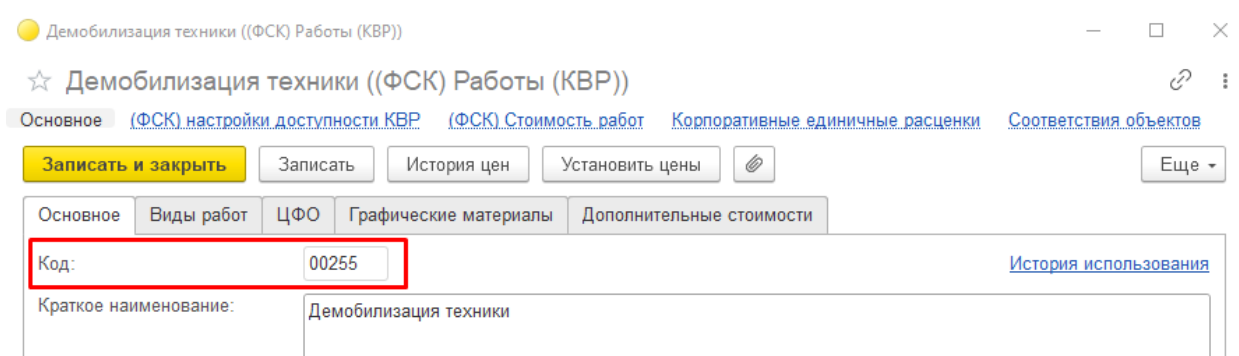 Демобилизация техники ((ФСК) Работы (КВР))
Демобилизация техники ((ФСК) Работы (КВР))
Основное (ФСК) настройки доступности КВР (ФСК) Стоимость работ Корпоративные единичные расценки Соответствия объектов
Записать и закрыть Записать История цен Установить цены Еще
Основное Виды работ ЦФО Графические материалы Дополнительные стоимости
Код: 00255 История использования
Краткое наименование: Демобилизация техники